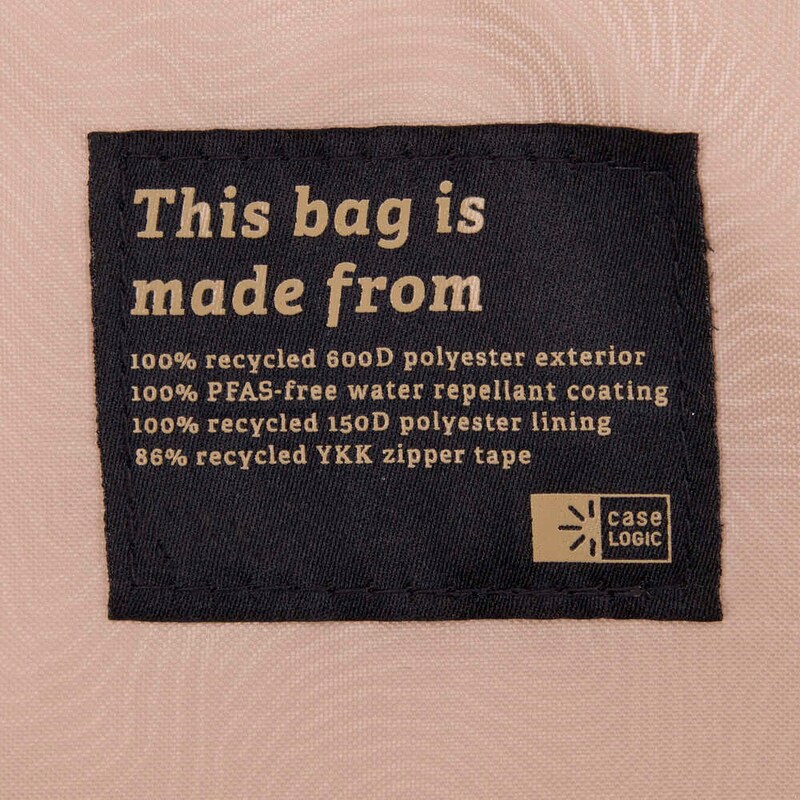 This bag is
made from
100% recycled 600D polyester exterior
100% PFAS-free water repellant coating
100% recycled 150D polyester lining
86% recycled YKK zipper tape
case
LOGIC